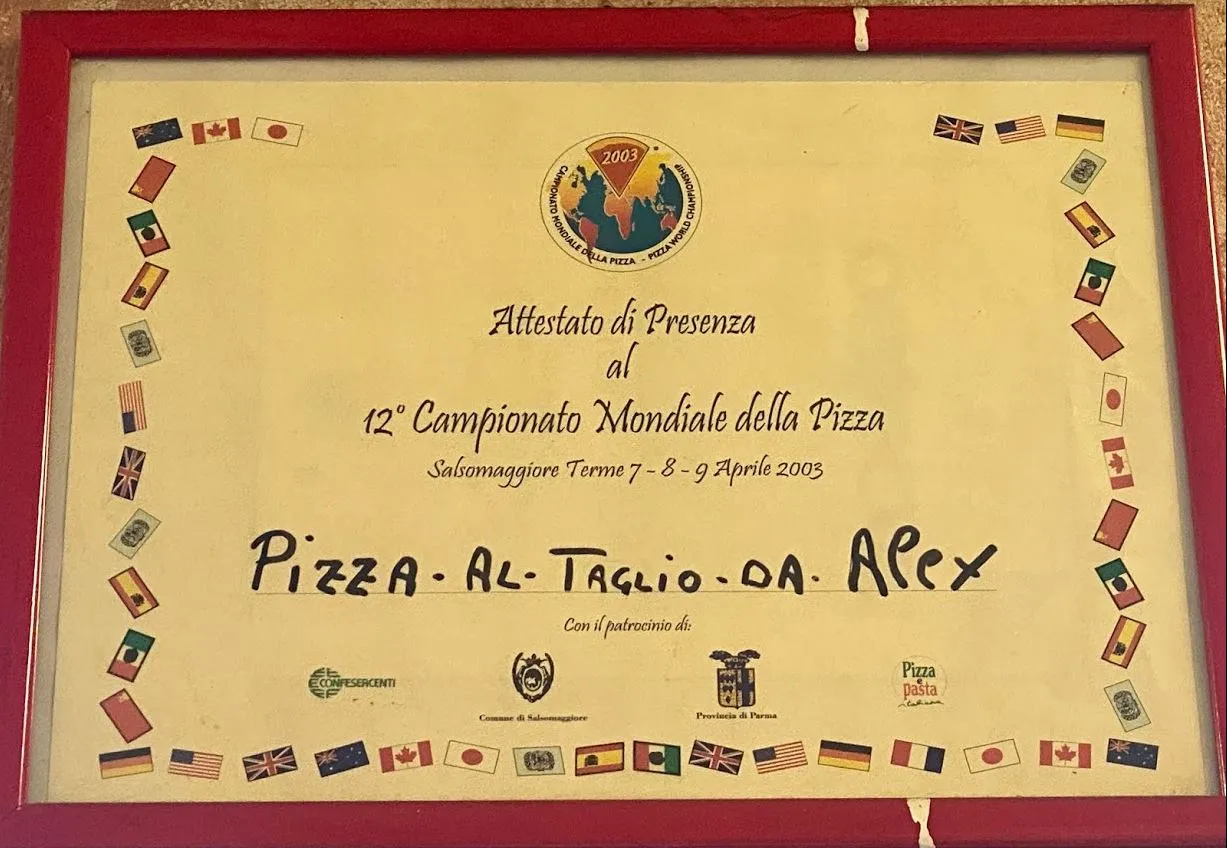 2003
CAMPIONATO MONDIALE DELLA PIZZA - PIZZA WORLD CHAMPIONSHIP
Attestato di Presenza
al
12° Campionato Mondiale della Pizza
Salsomaggiore Terme 7 - 8 - 9 Aprile 2003
PIZZA · AL · TAGLIO · DA · Alex
Con il patrocinio di:
CONFESERCENTI
Comune di Salsomaggiore
Provincia di Parma
Pizza
e
pasta
italiana